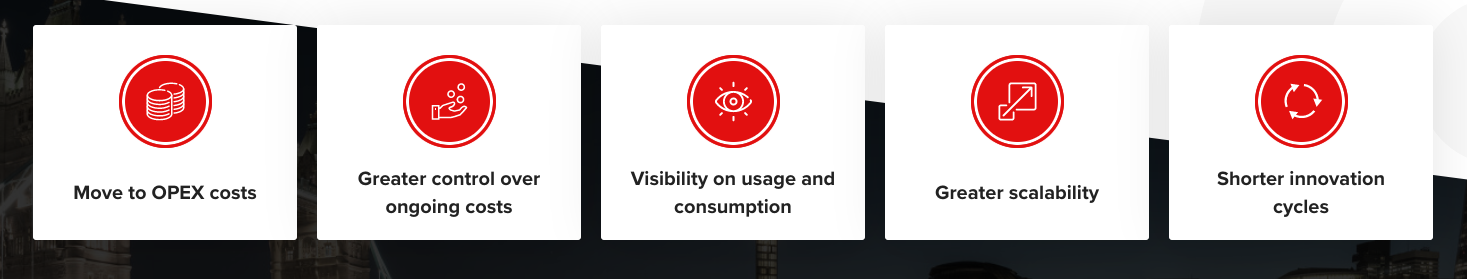 Move to OPEX costs
Greater control over
ongoing costs
Visibility on usage and
consumption
Greater scalability
Shorter innovation
cycles